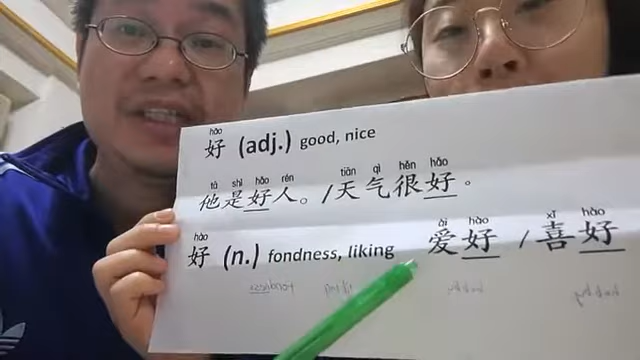 hǎo
好 (adj.) good, nice
tā shì hǎo rén tiān qì hěn hǎo
他是好人。/天气很好。
hào
好 (n.) fondness, liking
ài hào xǐ hào
爱好 / 喜好